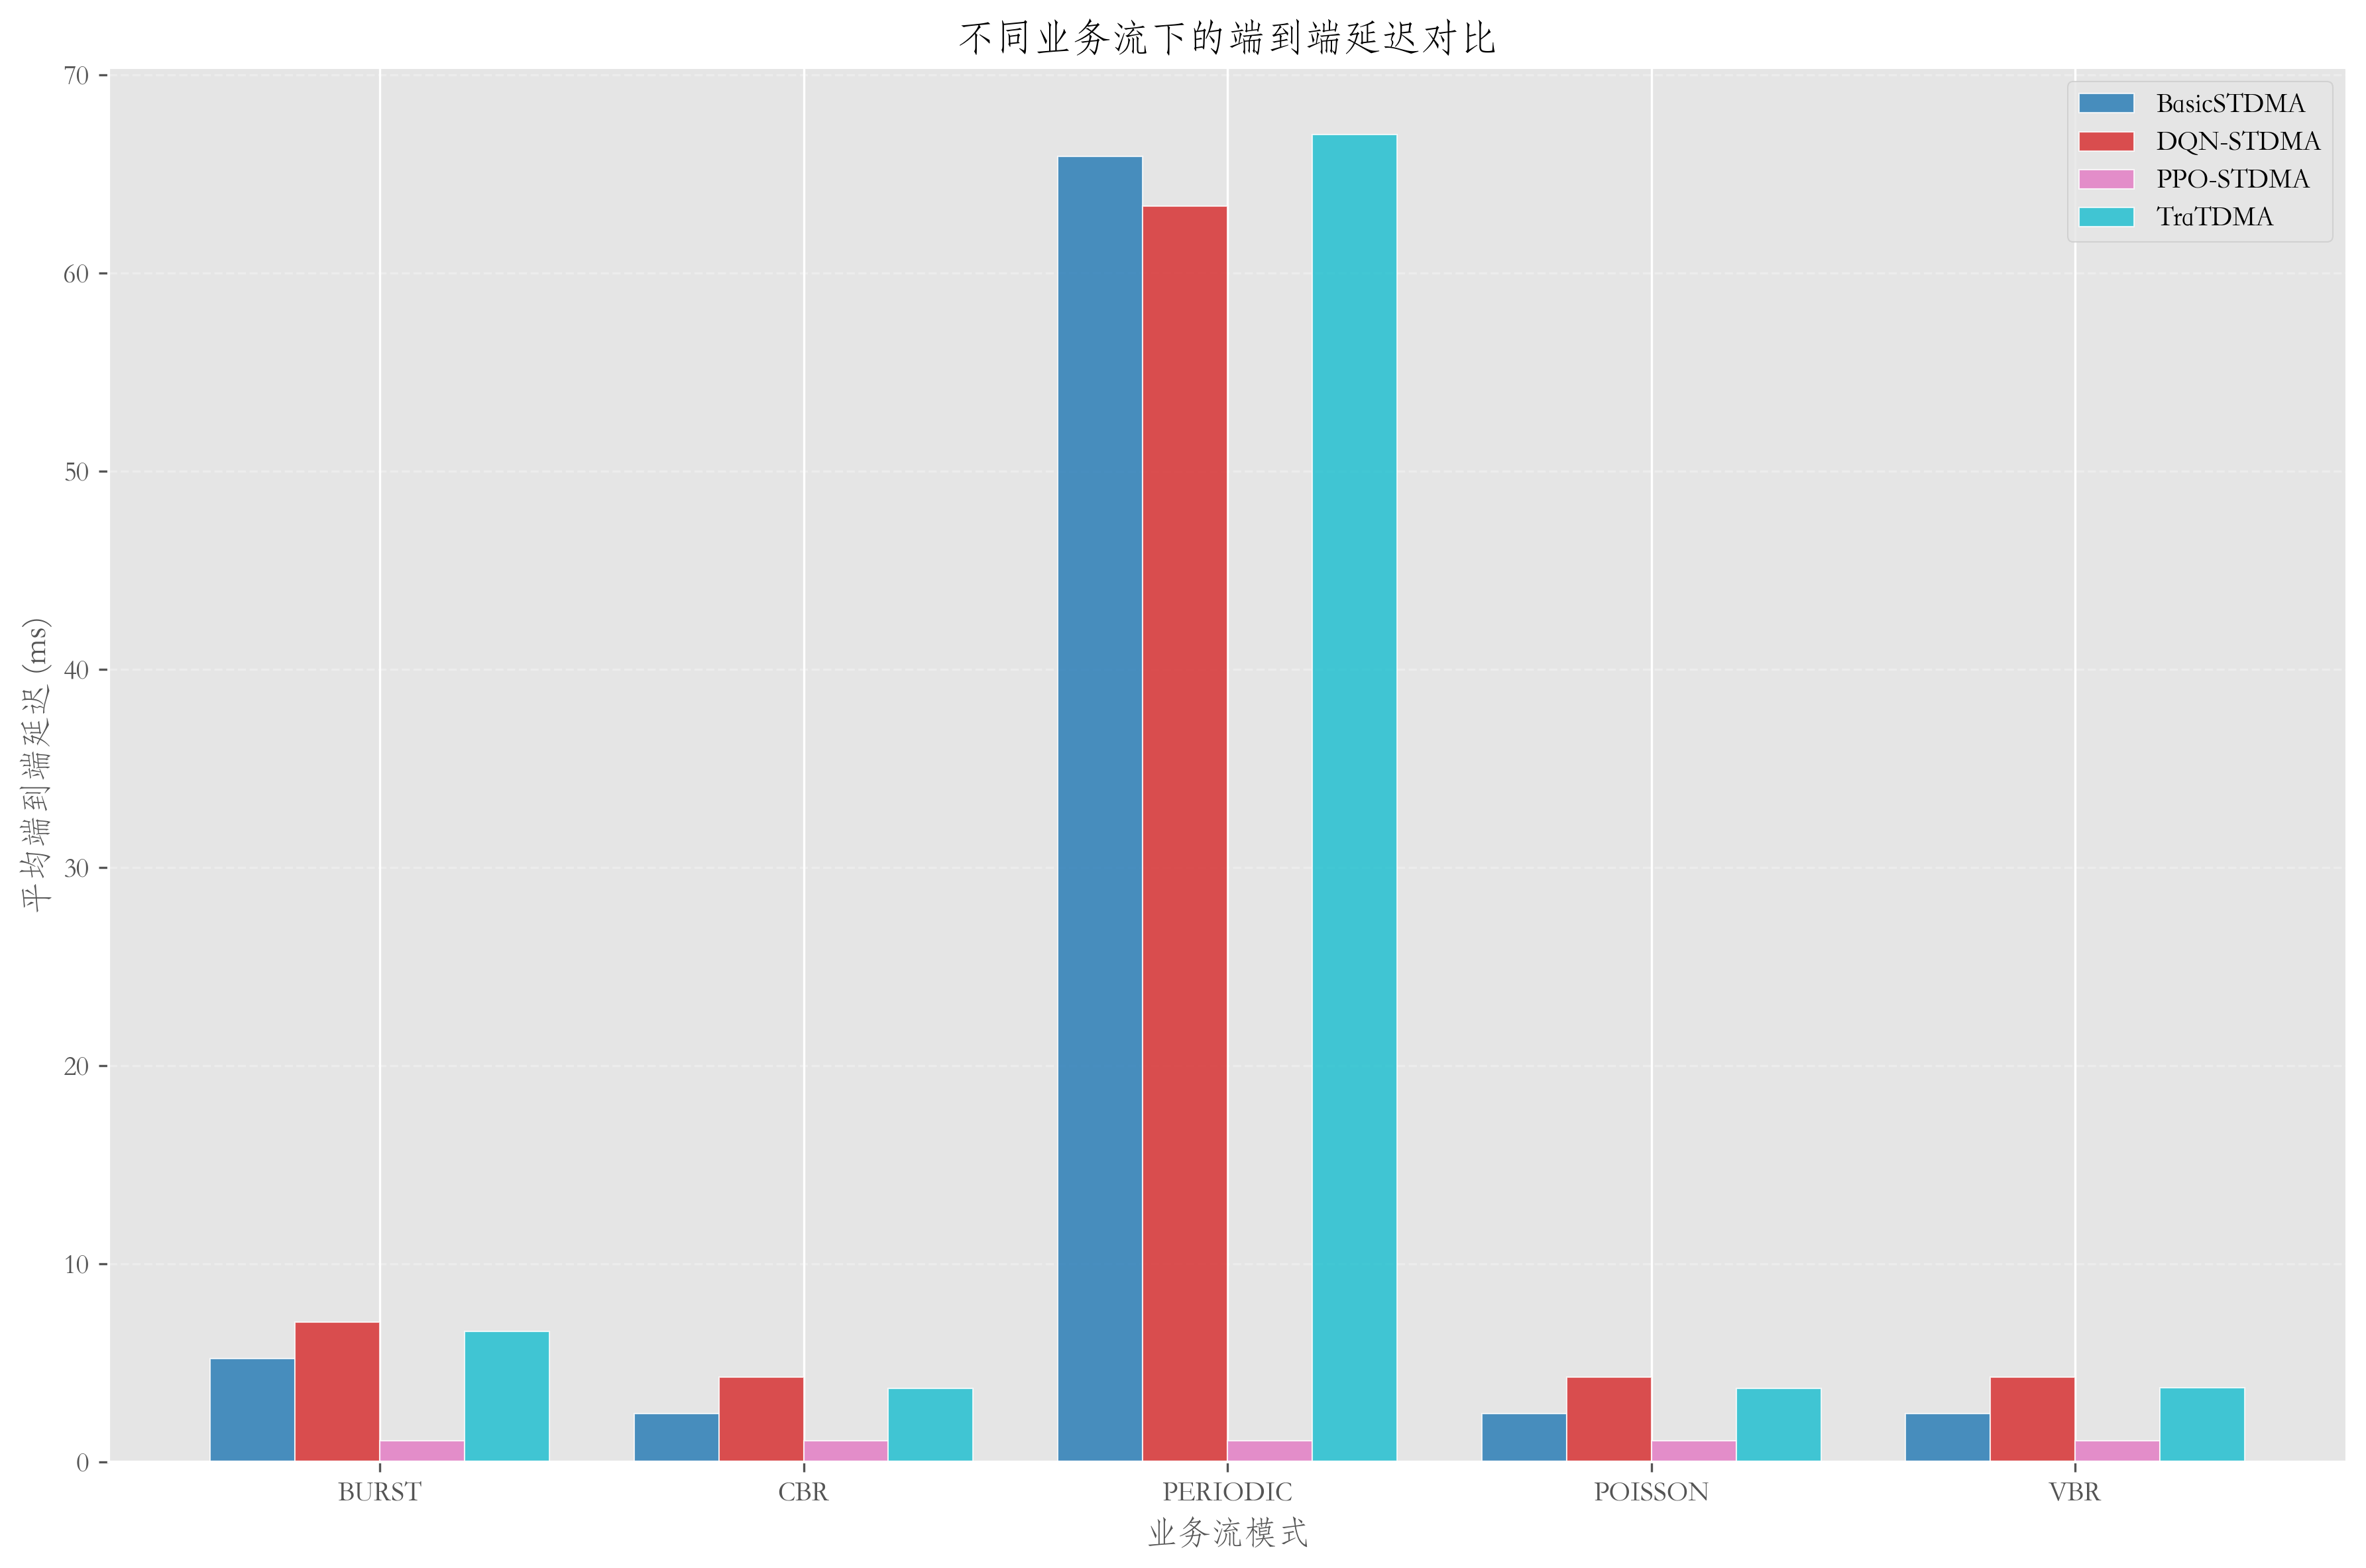 不同业务流下的端到端延迟对比
BasicSTDMA
DQN-STDMA
PPO-STDMA
TraTDMA
平均端到端延迟 (ms)
70
60
50
40
30
20
10
0
BURST
CBR
PERIODIC
POISSON
VBR
业务流模式